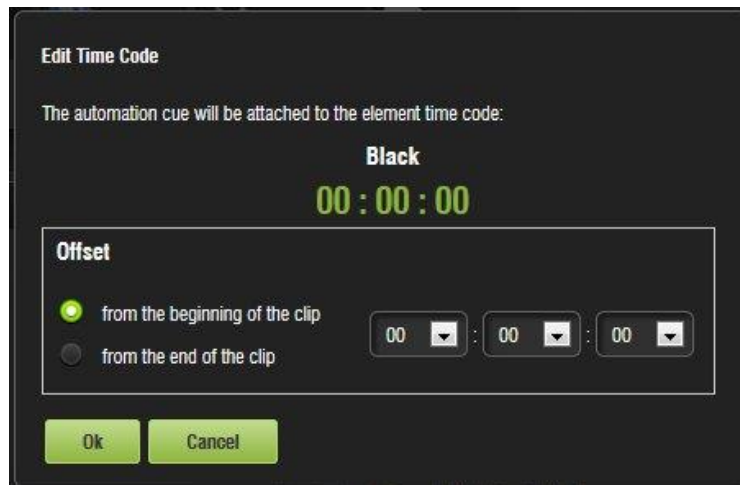 Edit Time Code
The automation cue will be attached to the element time code:
Black
00 : 00 : 00
Offset
from the beginning of the clip
00 : 00 : 00
from the end of the clip
Ok Cancel